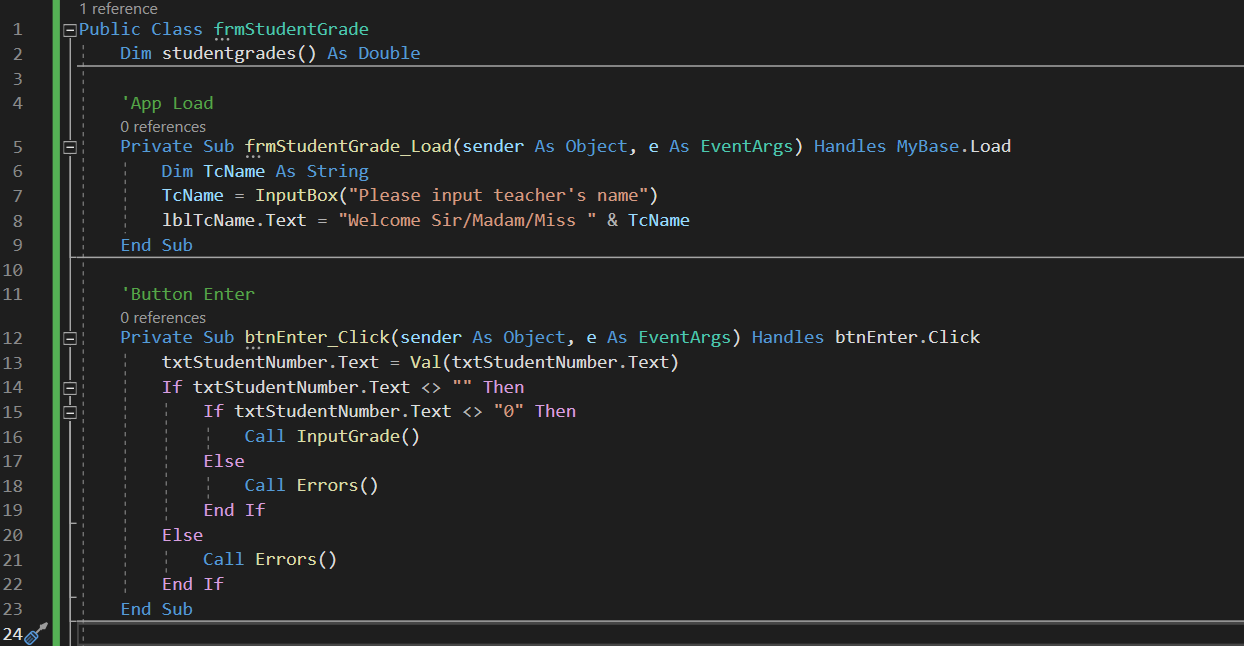 1 reference
1 Public Class frmStudentGrade
2 Dim studentgrades() As Double
3
4 'App Load
0 references
5 Private Sub frmStudentGrade_Load(sender As Object, e As EventArgs) Handles MyBase.Load
6 Dim TcName As String
7 TcName = InputBox("Please input teacher's name")
8 lblTcName.Text = "Welcome Sir/Madam/Miss " & TcName
9 End Sub
10
11 'Button Enter
0 references
12 Private Sub btnEnter_Click(sender As Object, e As EventArgs) Handles btnEnter.Click
13 txtStudentNumber.Text = Val(txtStudentNumber.Text)
14 If txtStudentNumber.Text <> "" Then
15 If txtStudentNumber.Text <> "0" Then
16 Call InputGrade()
17 Else
18 Call Errors()
19 End If
20 Else
21 Call Errors()
22 End If
23 End Sub
24